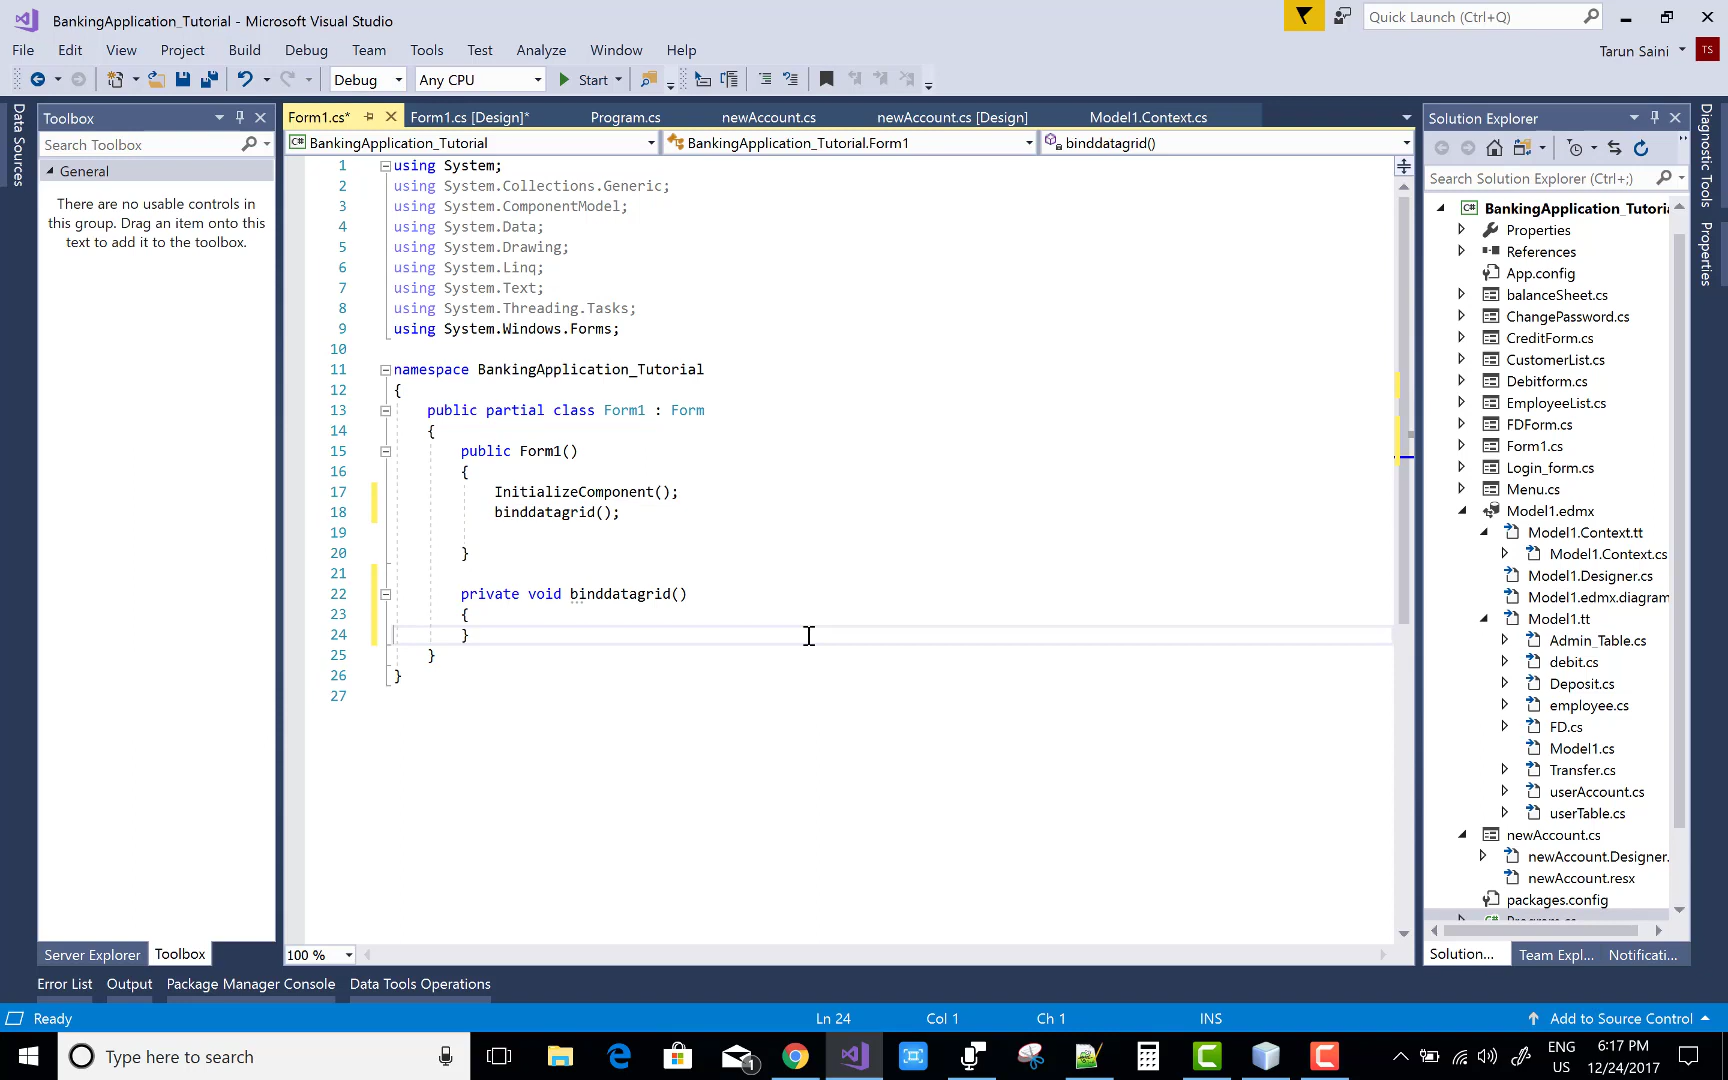 BankingApplication_Tutorial - Microsoft Visual Studio
Quick Launch (Ctrl+Q)
File Edit View Project Build Debug Team Tools Test Analyze Window Help
Tarun Saini TS
Debug Any CPU Start
Data Sources
Toolbox
Search Toolbox
General
There are no usable controls in
this group. Drag an item onto this
text to add it to the toolbox.
Server Explorer Toolbox
Form1.cs* Form1.cs [Design]* Program.cs newAccount.cs newAccount.cs [Design] Model1.Context.cs
C# BankingApplication_Tutorial BankingApplication_Tutorial.Form1 binddatagrid()
1 using System;
2 using System.Collections.Generic;
3 using System.ComponentModel;
4 using System.Data;
5 using System.Drawing;
6 using System.Linq;
7 using System.Text;
8 using System.Threading.Tasks;
9 using System.Windows.Forms;
10
11 namespace BankingApplication_Tutorial
12 {
13 public partial class Form1 : Form
14 {
15 public Form1()
16 {
17 InitializeComponent();
18 binddatagrid();
19
20 }
21
22 private void binddatagrid()
23 {
24 }
25 }
26 }
27
100 %
Solution Explorer
Search Solution Explorer (Ctrl+;)
C# BankingApplication_Tutoria
Properties
References
App.config
balanceSheet.cs
ChangePassword.cs
CreditForm.cs
CustomerList.cs
Debitform.cs
EmployeeList.cs
FDForm.cs
Form1.cs
Login_form.cs
Menu.cs
Model1.edmx
Model1.Context.tt
Model1.Context.cs
Model1.Designer.cs
Model1.edmx.diagram
Model1.tt
Admin_Table.cs
debit.cs
Deposit.cs
employee.cs
FD.cs
Model1.cs
Transfer.cs
userAccount.cs
userTable.cs
newAccount.cs
newAccount.Designer.
newAccount.resx
packages.config
C# Program.cs
Solution... Team Expl... Notificati...
Diagnostic Tools
Properties
Error List Output Package Manager Console Data Tools Operations
Ready Ln 24 Col 1 Ch 1 INS Add to Source Control
Type here to search
1
ENG
US
6:17 PM
12/24/2017